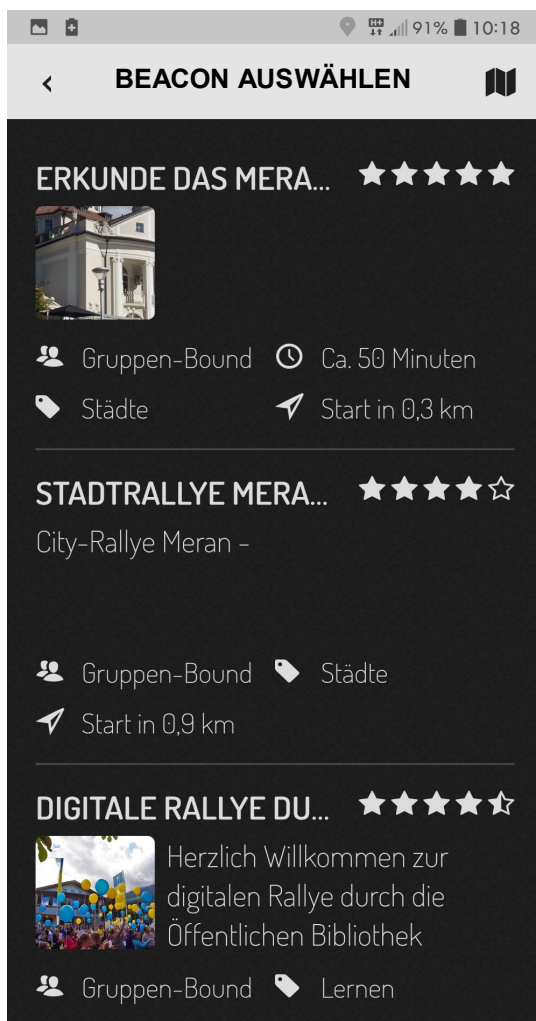 91% 10:18
BEACON AUSWÄHLEN
ERKUNDE DAS MERA...
Gruppen-Bound Ca. 50 Minuten
Städte Start in 0,3 km
STADTRALLYE MERA...
City-Rallye Meran -
Gruppen-Bound Städte
Start in 0,9 km
DIGITALE RALLYE DU...
Herzlich Willkommen zur
digitalen Rallye durch die
Öffentlichen Bibliothek
Gruppen-Bound Lernen